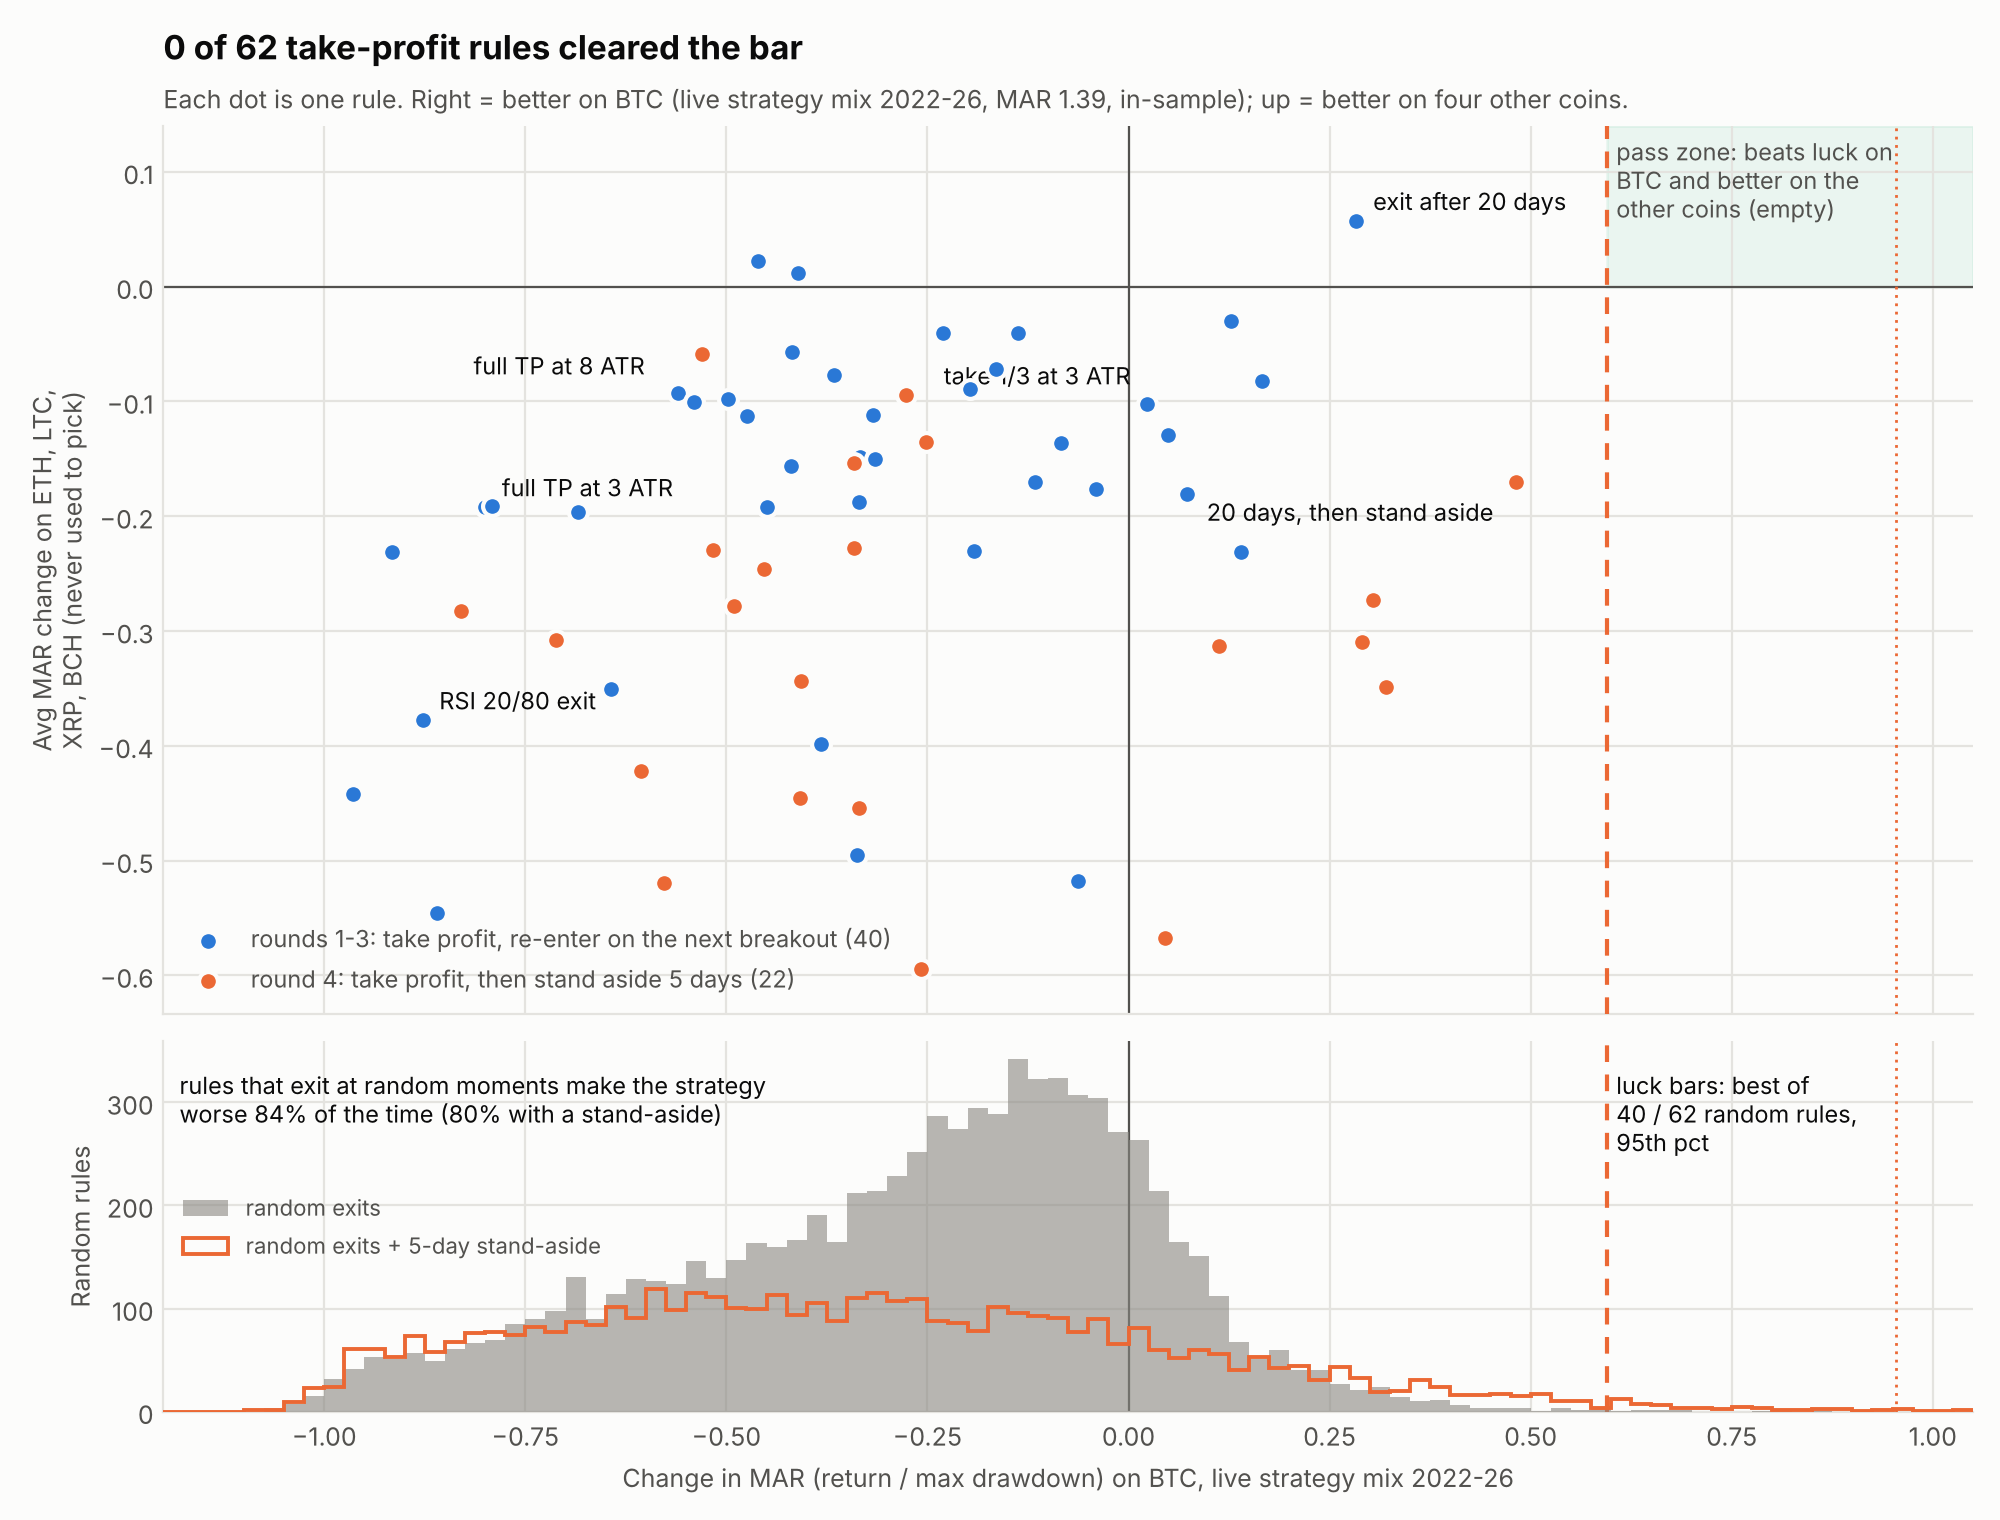 0 of 62 take-profit rules cleared the bar
Each dot is one rule. Right = better on BTC (live strategy mix 2022-26, MAR 1.39, in-sample); up = better on four other coins.
pass zone: beats luck on
BTC and better on the
other coins (empty)
exit after 20 days
full TP at 8 ATR
take 1/3 at 3 ATR
full TP at 3 ATR
20 days, then stand aside
RSI 20/80 exit
rounds 1-3: take profit, re-enter on the next breakout (40)
round 4: take profit, then stand aside 5 days (22)
0.1
0.0
−0.1
−0.2
−0.3
−0.4
−0.5
−0.6
Avg MAR change on ETH, LTC,
XRP, BCH (never used to pick)
rules that exit at random moments make the strategy
worse 84% of the time (80% with a stand-aside)
luck bars: best of
40 / 62 random rules,
95th pct
random exits
random exits + 5-day stand-aside
300
200
100
0
Random rules
−1.00
−0.75
−0.50
−0.25
0.00
0.25
0.50
0.75
1.00
Change in MAR (return / max drawdown) on BTC, live strategy mix 2022-26